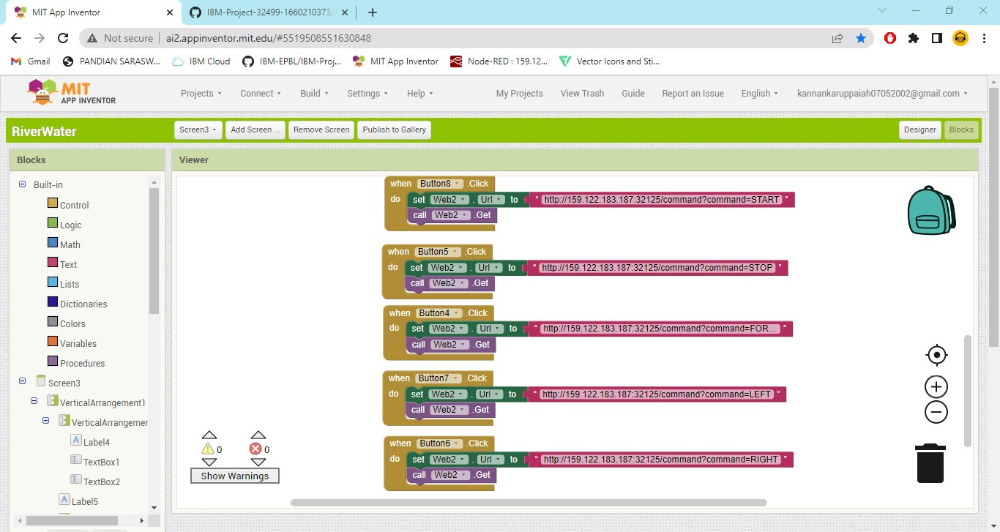 MIT App Inventor
IBM-Project-32499-1660210373/
Not secure
ai2.appinventor.mit.edu/#5519508551630848
Gmail
PANDIAN SARASW...
IBM Cloud
IBM-EPBL/IBM-Proj...
MIT App Inventor
Node-RED : 159.12...
Vector Icons and Sti...
MIT
APP INVENTOR
Projects
Connect
Build
Settings
Help
My Projects
View Trash
Guide
Report an Issue
English
kannankaruppaiah07052002@gmail.com
RiverWater
Screen3
Add Screen ...
Remove Screen
Publish to Gallery
Designer
Blocks
Blocks
Viewer
Built-in
Control
Logic
Math
Text
Lists
Dictionaries
Colors
Variables
Procedures
Screen3
VerticalArrangement1
VerticalArrangemer
Label4
TextBox1
TextBox2
Label5
when Button8 .Click
do set Web2 . Url to " http://159.122.183.187:32125/command?command=START "
call Web2 .Get
when Button5 .Click
do set Web2 . Url to " http://159.122.183.187:32125/command?command=STOP "
call Web2 .Get
when Button4 .Click
do set Web2 . Url to " http://159.122.183.187:32125/command?command=FOR... "
call Web2 .Get
when Button7 .Click
do set Web2 . Url to " http://159.122.183.187:32125/command?command=LEFT "
call Web2 .Get
when Button6 .Click
do set Web2 . Url to " http://159.122.183.187:32125/command?command=RIGHT "
call Web2 .Get
0
0
Show Warnings